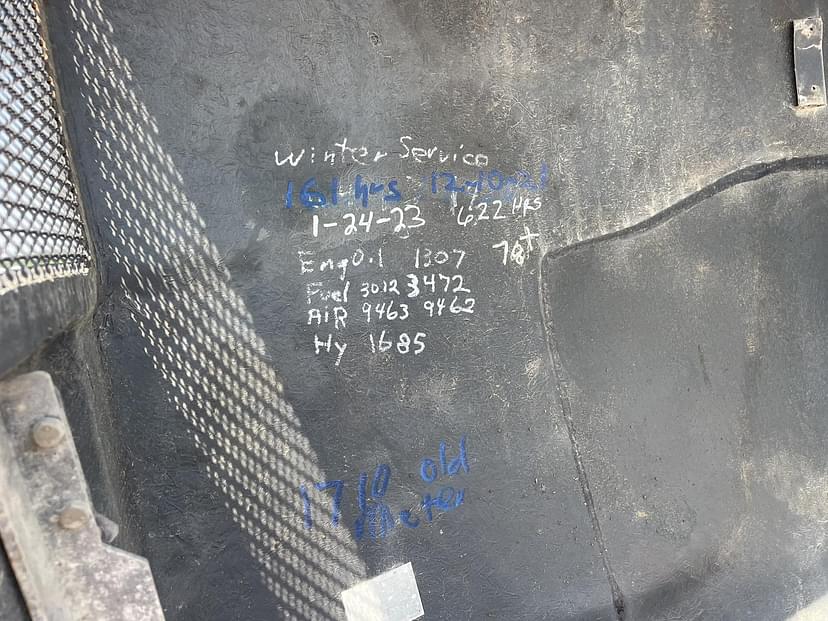 Winter Service
161 hrs 12-10-21
1-24-23 622 HRS
Eng Oil 1307
Fuel 3012 3472
AIR 9463 9462
Hy 1685
1710 old
meter